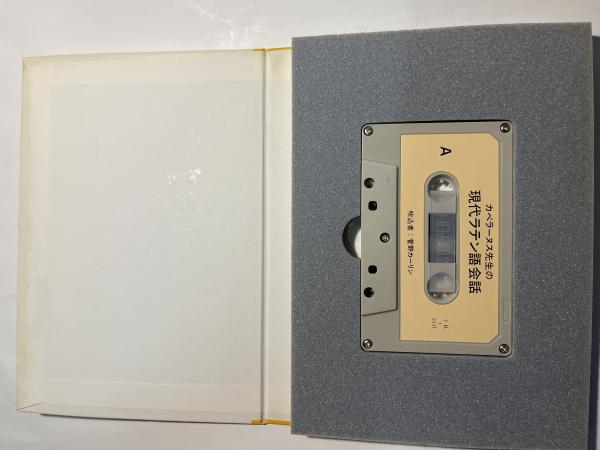 A
カペラーヌス先生の
現代ラテン語会話
吹込者：菅野カーリン